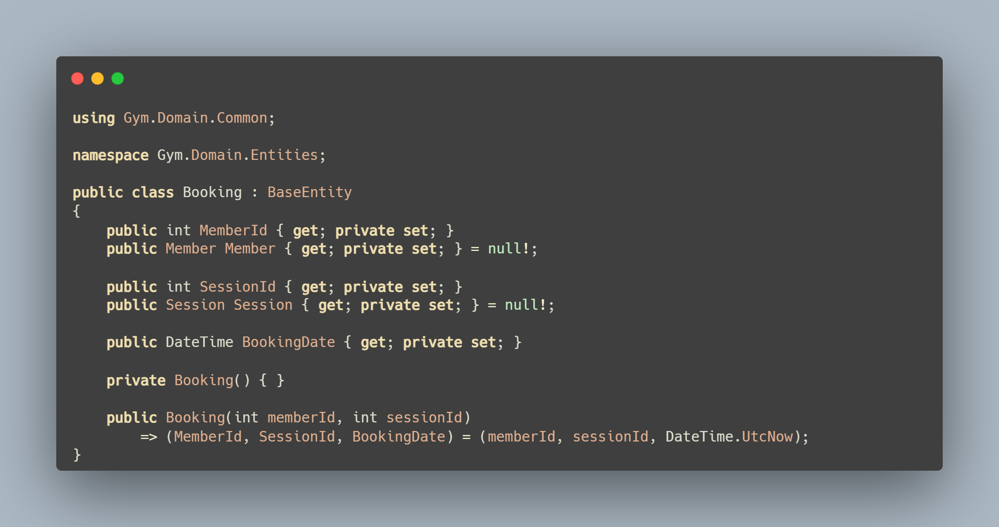 using Gym.Domain.Common;

namespace Gym.Domain.Entities;

public class Booking : BaseEntity
{
    public int MemberId { get; private set; }
    public Member Member { get; private set; } = null!;

    public int SessionId { get; private set; }
    public Session Session { get; private set; } = null!;

    public DateTime BookingDate { get; private set; }

    private Booking() { }

    public Booking(int memberId, int sessionId)
        => (MemberId, SessionId, BookingDate) = (memberId, sessionId, DateTime.UtcNow);
}